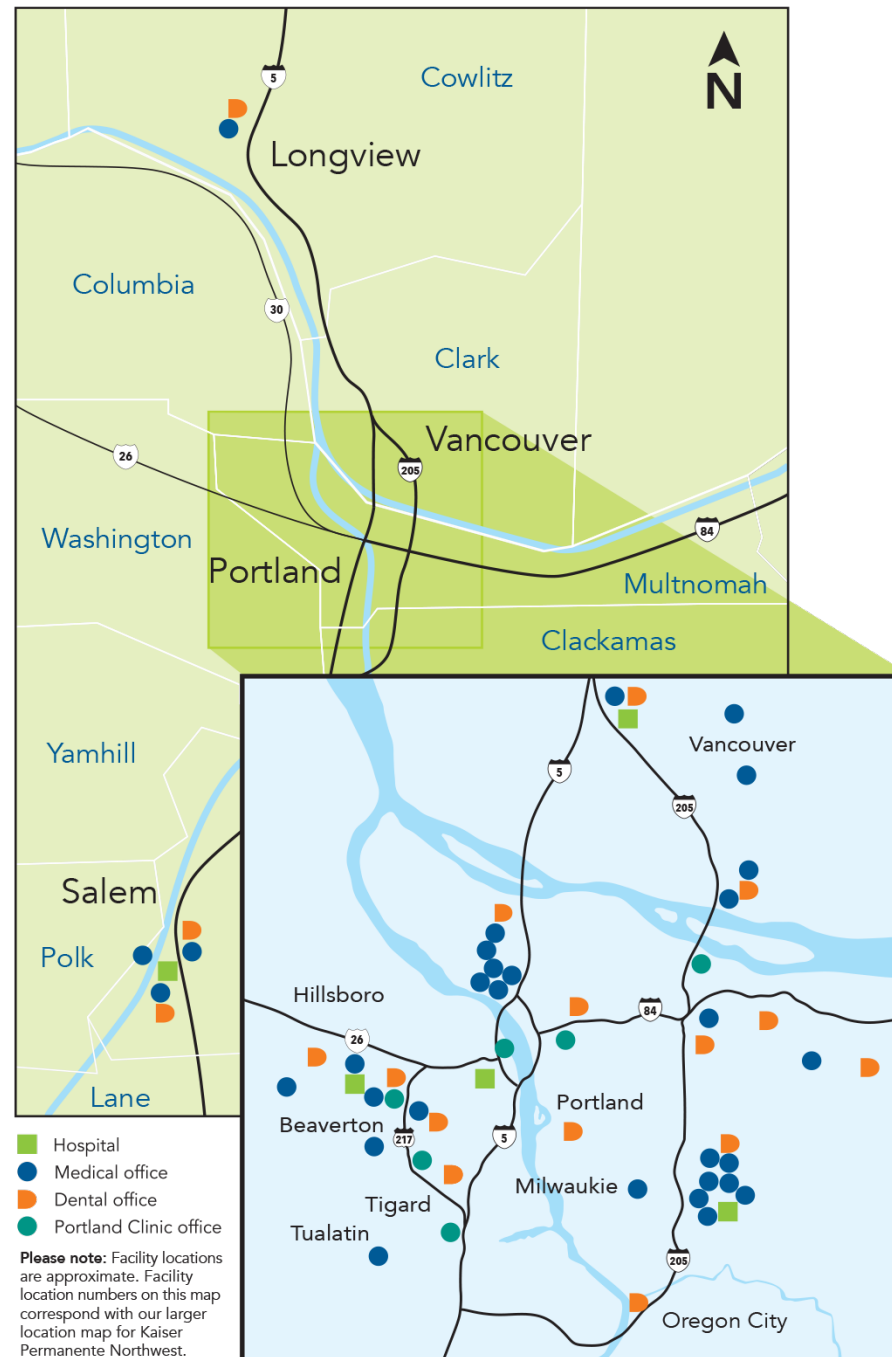 Cowlitz
N
5
Longview
Columbia
30
Clark
Vancouver
26
205
Washington
84
Portland
Multnomah
Clackamas
Yamhill
Salem
Polk
Lane
Vancouver
5
205
Hillsboro
84
26
Portland
Beaverton
217
5
Milwaukie
Tigard
Tualatin
205
Oregon City
Hospital
Medical office
Dental office
Portland Clinic office
Please note: Facility locations
are approximate. Facility
location numbers on this map
correspond with our larger
location map for Kaiser
Permanente Northwest.